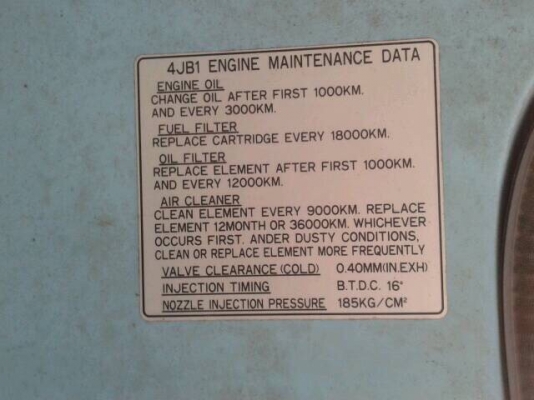 4JB1 ENGINE MAINTENANCE DATA
ENGINE OIL
CHANGE OIL AFTER FIRST 1000KM.
AND EVERY 3000KM.
FUEL FILTER
REPLACE CARTRIDGE EVERY 18000KM.
OIL FILTER
REPLACE ELEMENT AFTER FIRST 1000KM.
AND EVERY 12000KM.
AIR CLEANER
CLEAN ELEMENT EVERY 9000KM. REPLACE
ELEMENT 12MONTH OR 36000KM. WHICHEVER
OCCURS FIRST. ANDER DUSTY CONDITIONS,
CLEAN OR REPLACE ELEMENT MORE FREQUENTLY
VALVE CLEARANCE (COLD) 0.40MM(IN.EXH)
INJECTION TIMING B.T.D.C. 16°
NOZZLE INJECTION PRESSURE 185KG/CM²